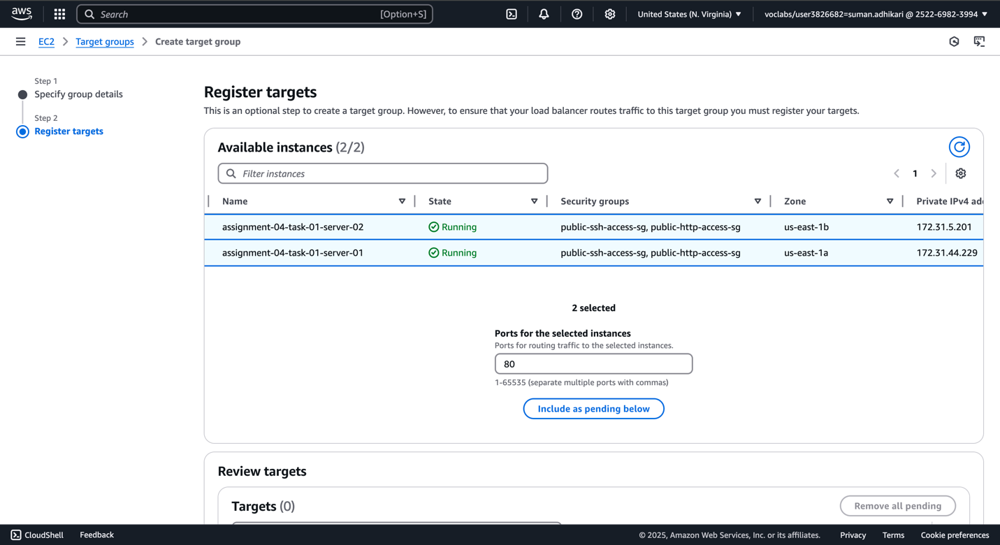 aws
Search [Option+S]
United States (N. Virginia)
voclabs/user3826682=suman.adhikari @ 2522-6982-3994
EC2 Target groups Create target group
Step 1
Specify group details
Step 2
Register targets
Register targets
This is an optional step to create a target group. However, to ensure that your load balancer routes traffic to this target group you must register your targets.
Available instances (2/2)
Filter instances
1
Name State Security groups Zone Private IPv4 add
assignment-04-task-01-server-02 Running public-ssh-access-sg, public-http-access-sg us-east-1b 172.31.5.201
assignment-04-task-01-server-01 Running public-ssh-access-sg, public-http-access-sg us-east-1a 172.31.44.229
2 selected
Ports for the selected instances
Ports for routing traffic to the selected instances.
80
1-65535 (separate multiple ports with commas)
Include as pending below
Review targets
Targets (0)
Remove all pending
CloudShell Feedback
© 2025, Amazon Web Services, Inc. or its affiliates. Privacy Terms Cookie preferences